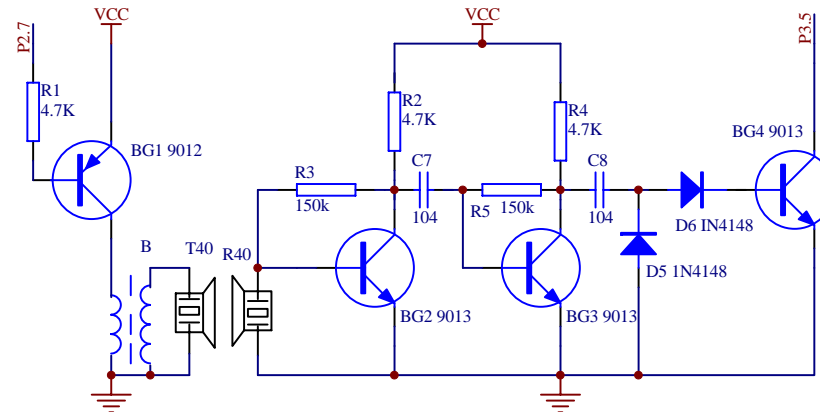 P2.7
VCC
VCC
P3.5
R1
4.7K
R2
4.7K
R4
4.7K
BG1 9012
BG4 9013
R3
150k
C7
104
R5
150k
C8
104
D6 IN4148
B
T40
R40
D5 1N4148
BG2 9013
BG3 9013